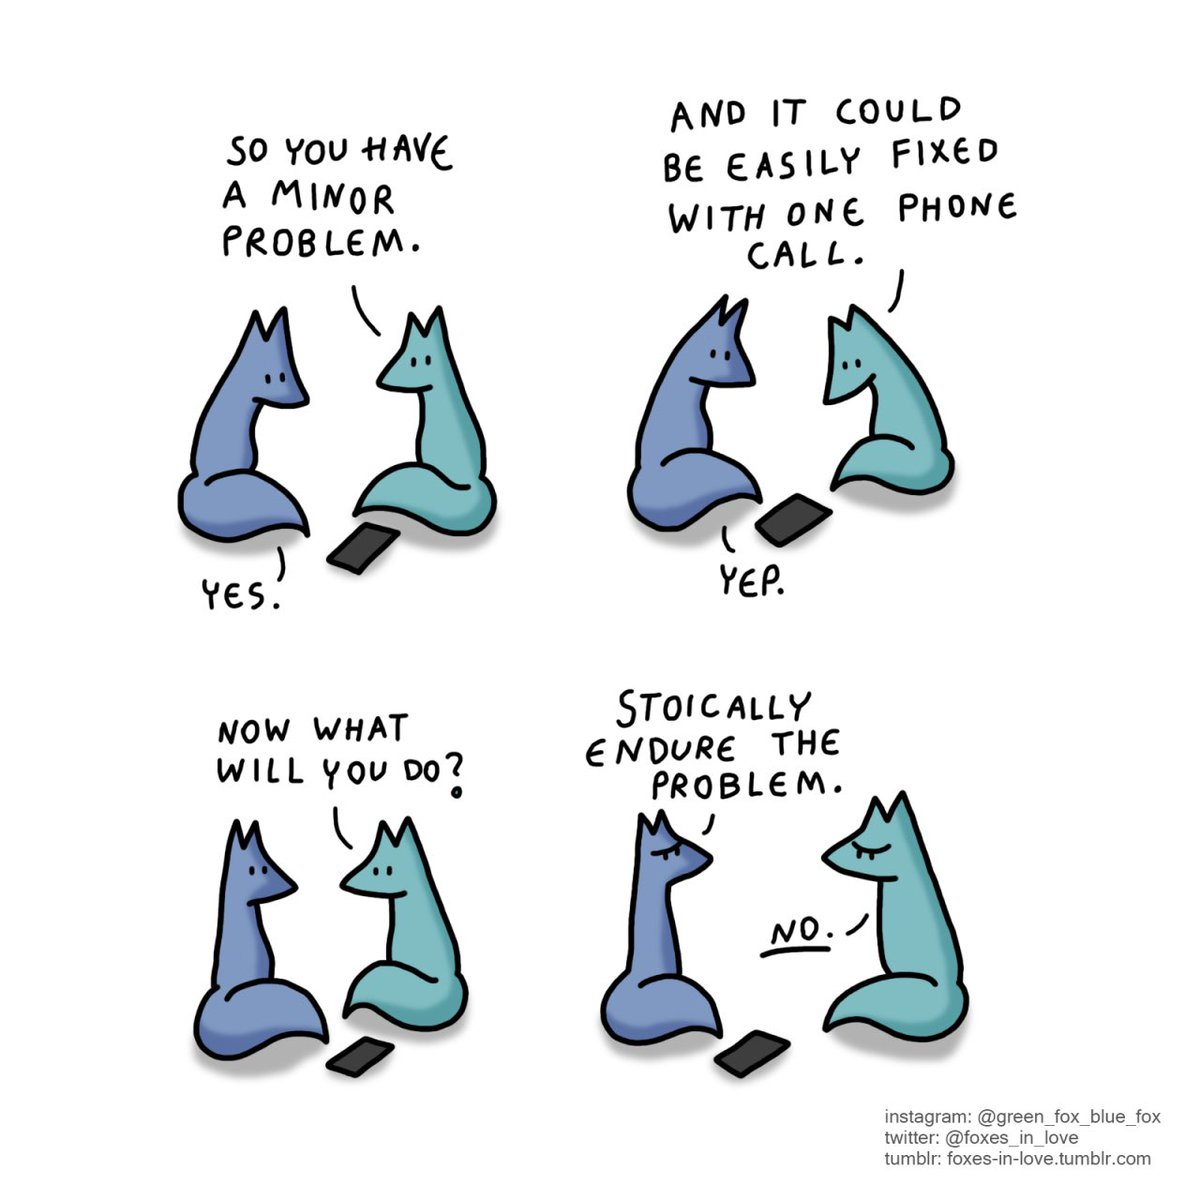 SO YOU HAVE
A MINOR
PROBLEM.
YES.
AND IT COULD
BE EASILY FIXED
WITH ONE PHONE
CALL.
YEP.
NOW WHAT
WILL YOU DO?
STOICALLY
ENDURE THE
PROBLEM.
NO.
instagram: @green_fox_blue_fox
twitter: @foxes_in_love
tumblr: foxes-in-love.tumblr.com